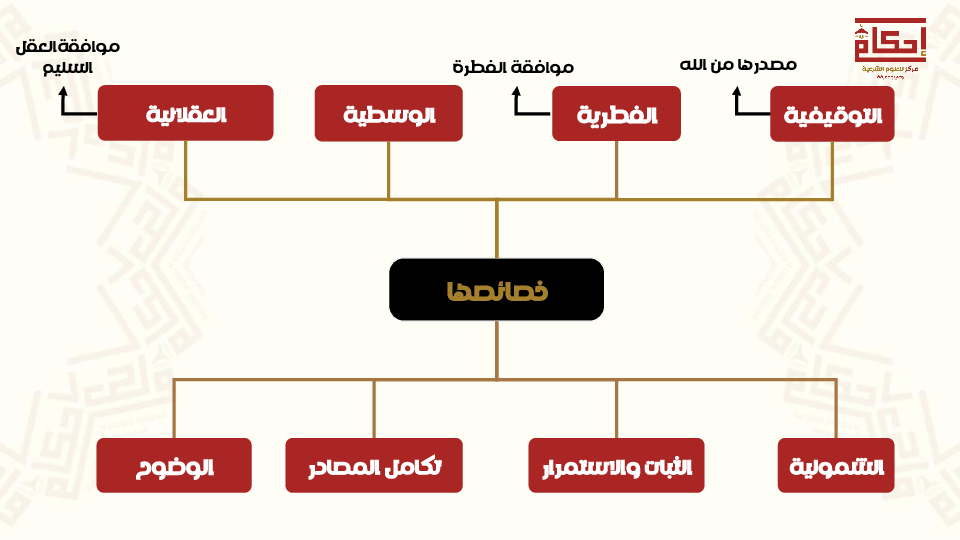 إحكام
مركز للعلوم الشرعية
مصدرها من الله
موافقة الفطرة
موافقة العقل
السليم
التوقيفية
الفطرية
الوسطية
العقلانية
خصائصها
الشمولية
الثبات والاستمرار
تكامل المصادر
الوضوح